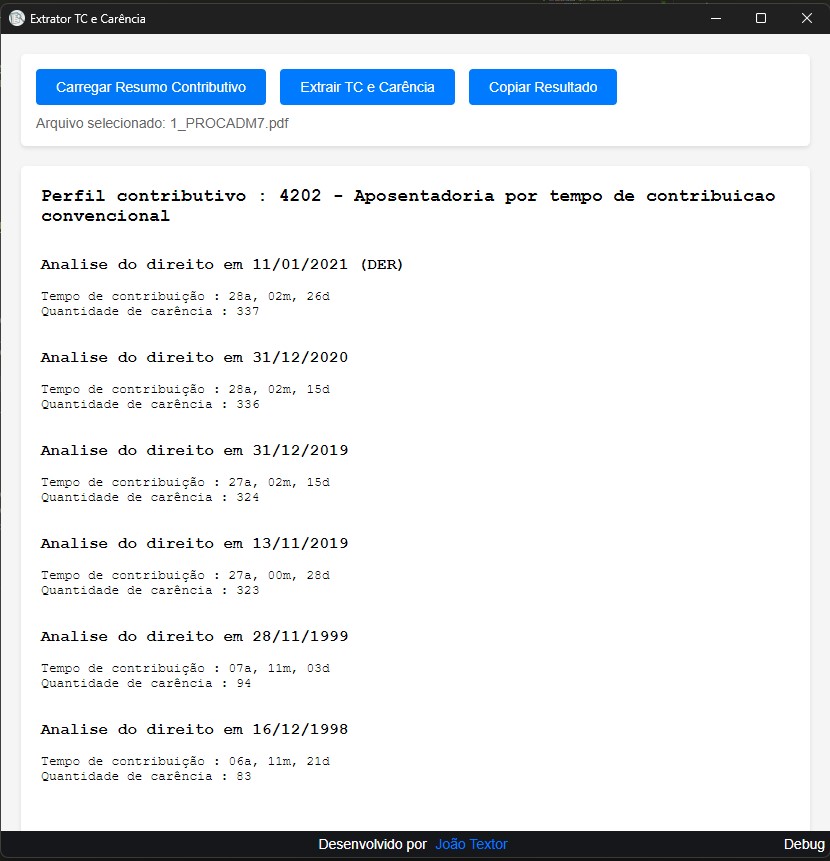 Extrator TC e Carência
Carregar Resumo Contributivo
Extrair TC e Carência
Copiar Resultado
Arquivo selecionado: 1_PROCADM7.pdf
Perfil contributivo : 4202 - Aposentadoria por tempo de contribuicao
convencional
Analise do direito em 11/01/2021 (DER)
Tempo de contribuição : 28a, 02m, 26d
Quantidade de carência : 337
Analise do direito em 31/12/2020
Tempo de contribuição : 28a, 02m, 15d
Quantidade de carência : 336
Analise do direito em 31/12/2019
Tempo de contribuição : 27a, 02m, 15d
Quantidade de carência : 324
Analise do direito em 13/11/2019
Tempo de contribuição : 27a, 00m, 28d
Quantidade de carência : 323
Analise do direito em 28/11/1999
Tempo de contribuição : 07a, 11m, 03d
Quantidade de carência : 94
Analise do direito em 16/12/1998
Tempo de contribuição : 06a, 11m, 21d
Quantidade de carência : 83
Desenvolvido por João Textor
Debug